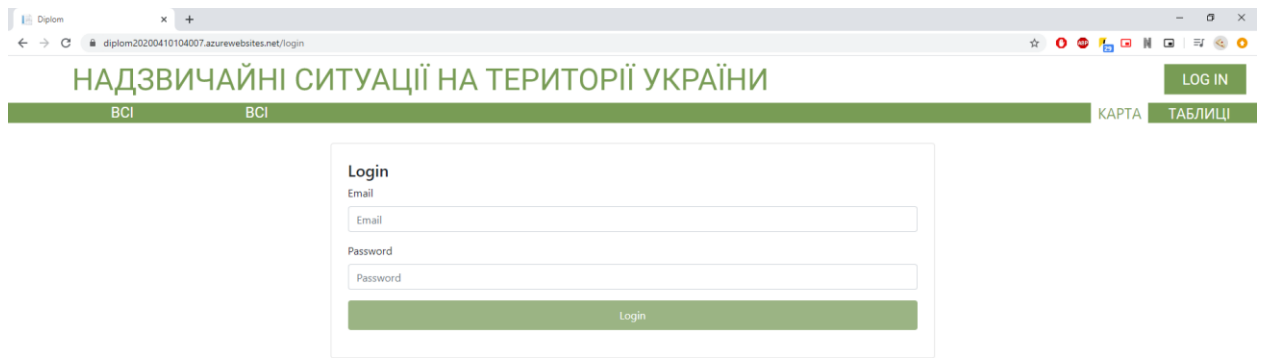 Diplom
diplom20200410104007.azurewebsites.net/login
29
НАДЗВИЧАЙНІ СИТУАЦІЇ НА ТЕРИТОРІЇ УКРАЇНИ
LOG IN
ВСІ ВСІ КАРТА ТАБЛИЦІ
Login
Email
Email
Password
Password
Login